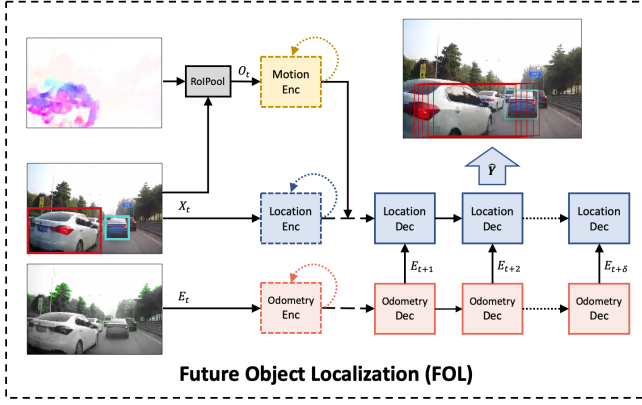 RoIPool
O_t
Motion
Enc
Ŷ
X_t
Location
Enc
Location
Dec
Location
Dec
Location
Dec
E_{t+1}
E_{t+2}
E_{t+δ}
E_t
Odometry
Enc
Odometry
Dec
Odometry
Dec
Odometry
Dec
Future Object Localization (FOL)